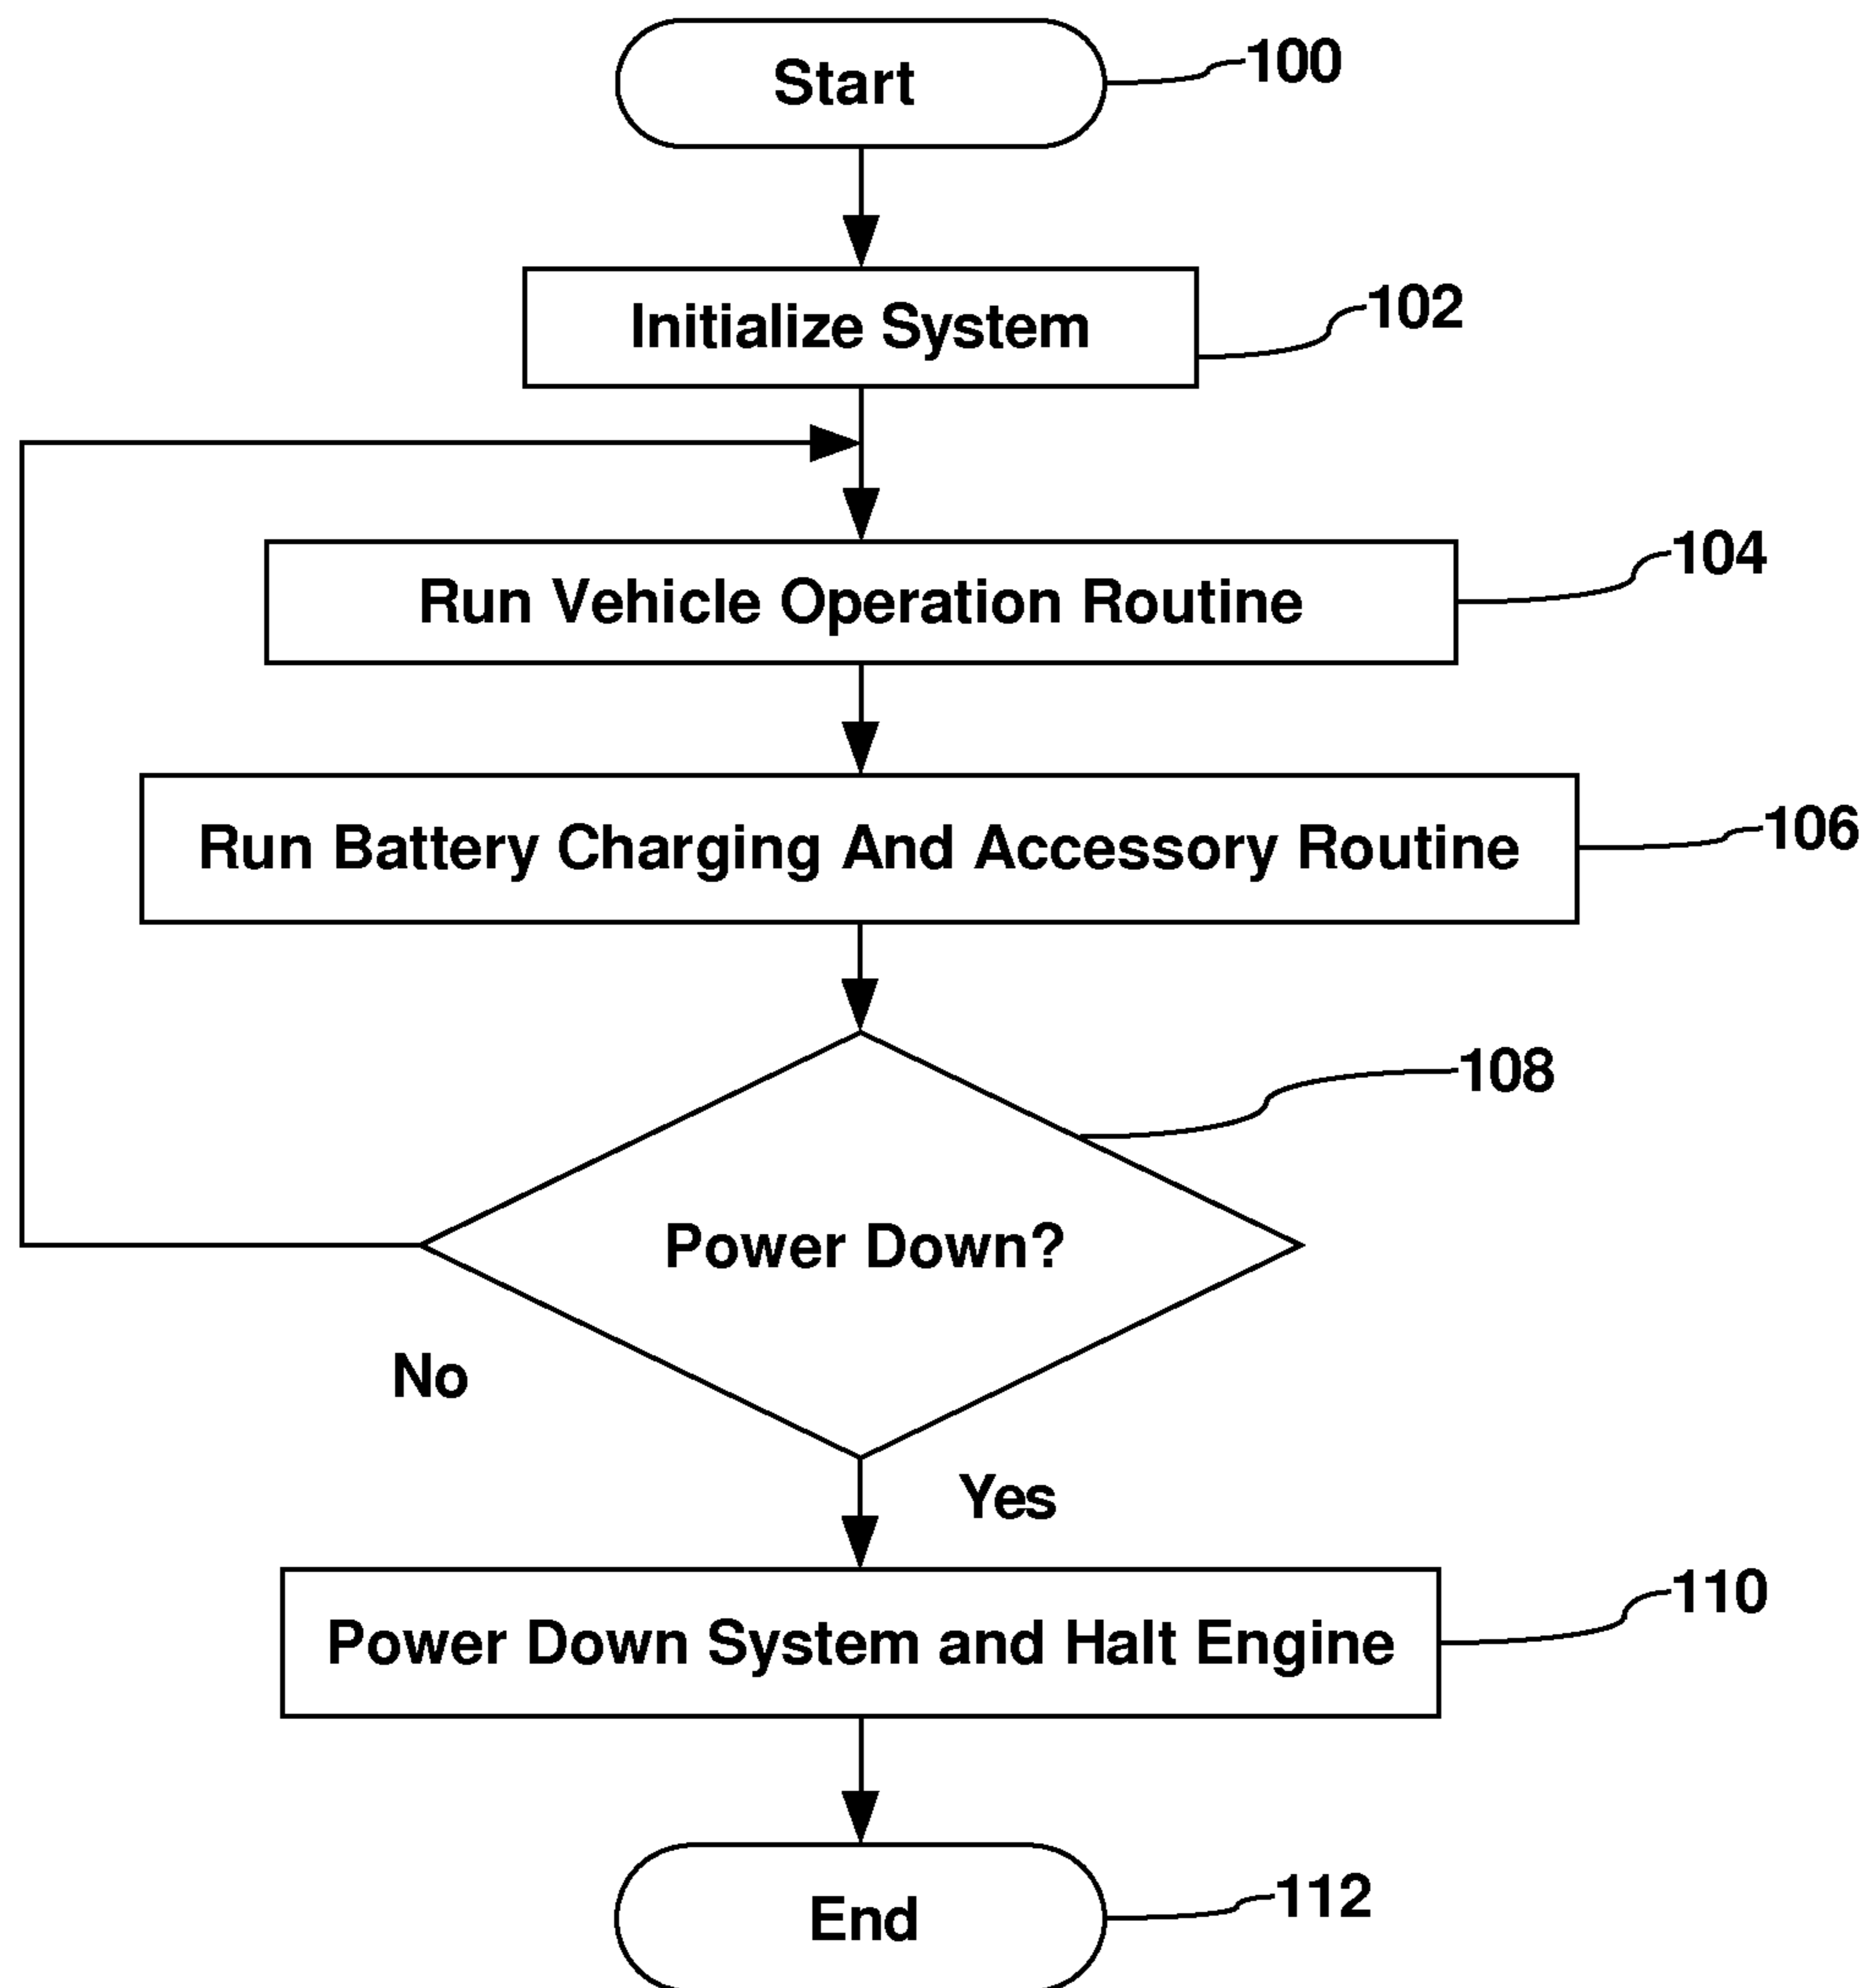 Start
100
Initialize System
102
Run Vehicle Operation Routine
104
Run Battery Charging And Accessory Routine
106
108
Power Down?
No
Yes
Power Down System and Halt Engine
110
End
112